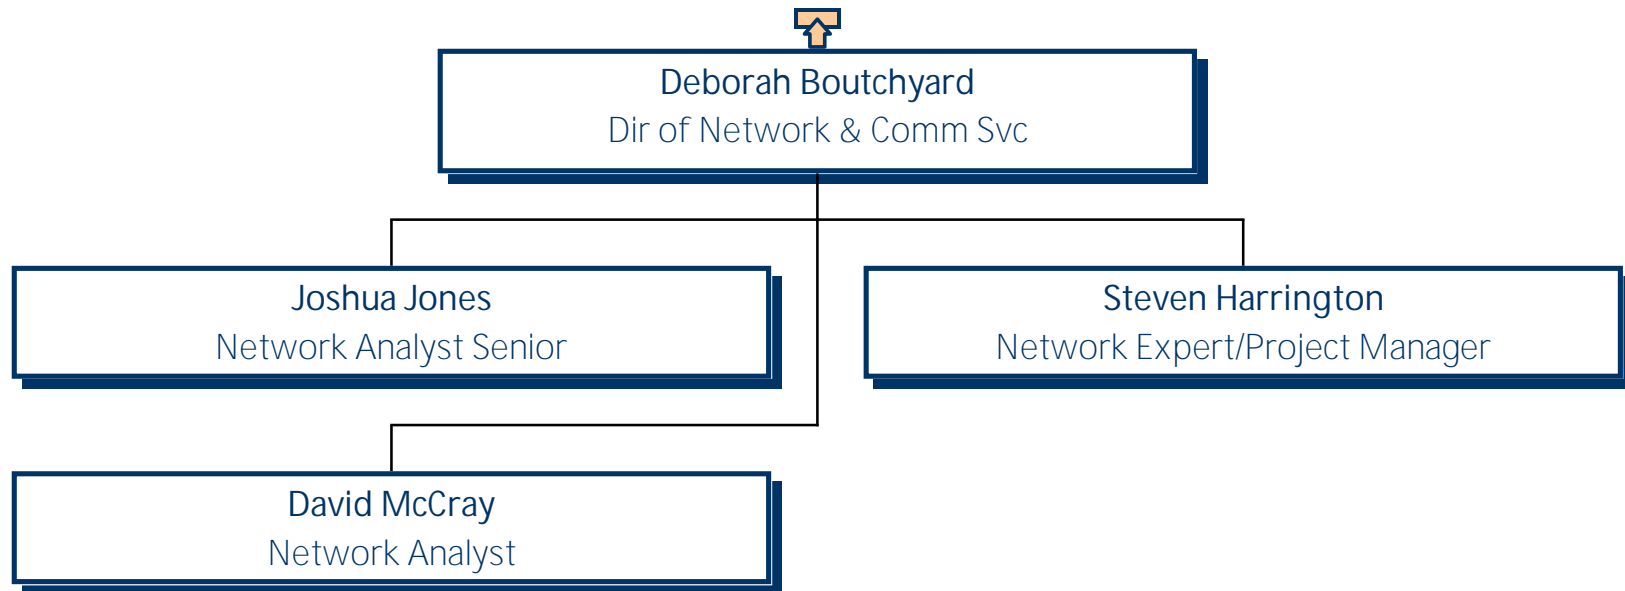 Deborah Boutchyard
Dir of Network & Comm Svc
Joshua Jones
Network Analyst Senior
Steven Harrington
Network Expert/Project Manager
David McCray
Network Analyst